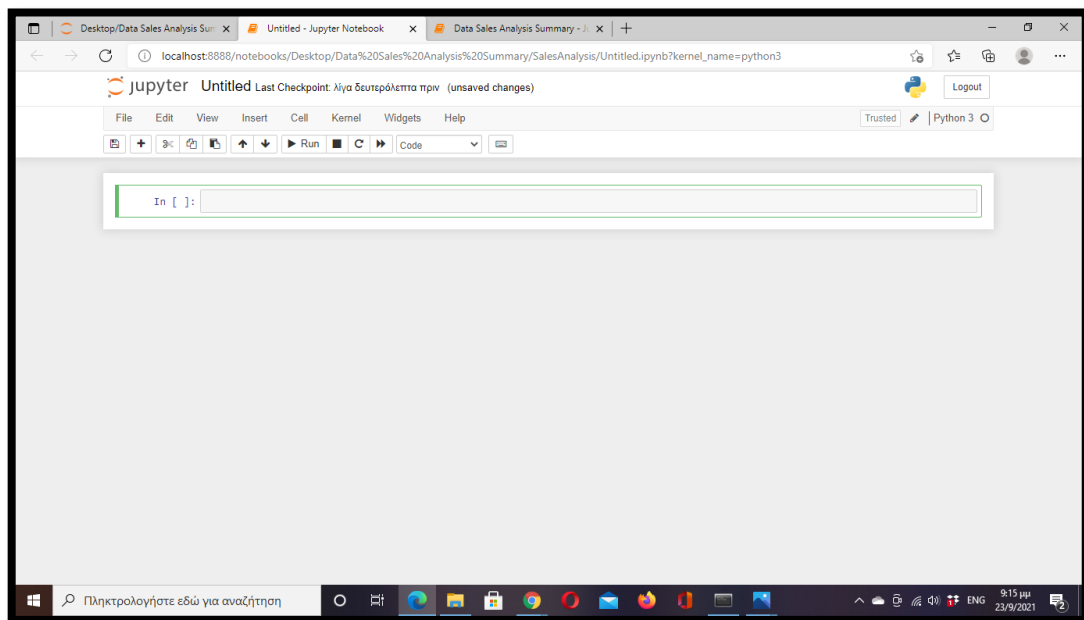 Desktop/Data Sales Analysis Sum
Untitled - Jupyter Notebook
Data Sales Analysis Summary - J
localhost:8888/notebooks/Desktop/Data%20Sales%20Analysis%20Summary/SalesAnalysis/Untitled.ipynb?kernel_name=python3
jupyter Untitled Last Checkpoint: λίγα δευτερόλεπτα πριν (unsaved changes)
Logout
File Edit View Insert Cell Kernel Widgets Help
Trusted Python 3
Run Code
In [ ]:
Πληκτρολογήστε εδώ για αναζήτηση
ENG
9:15 μμ
23/9/2021
2